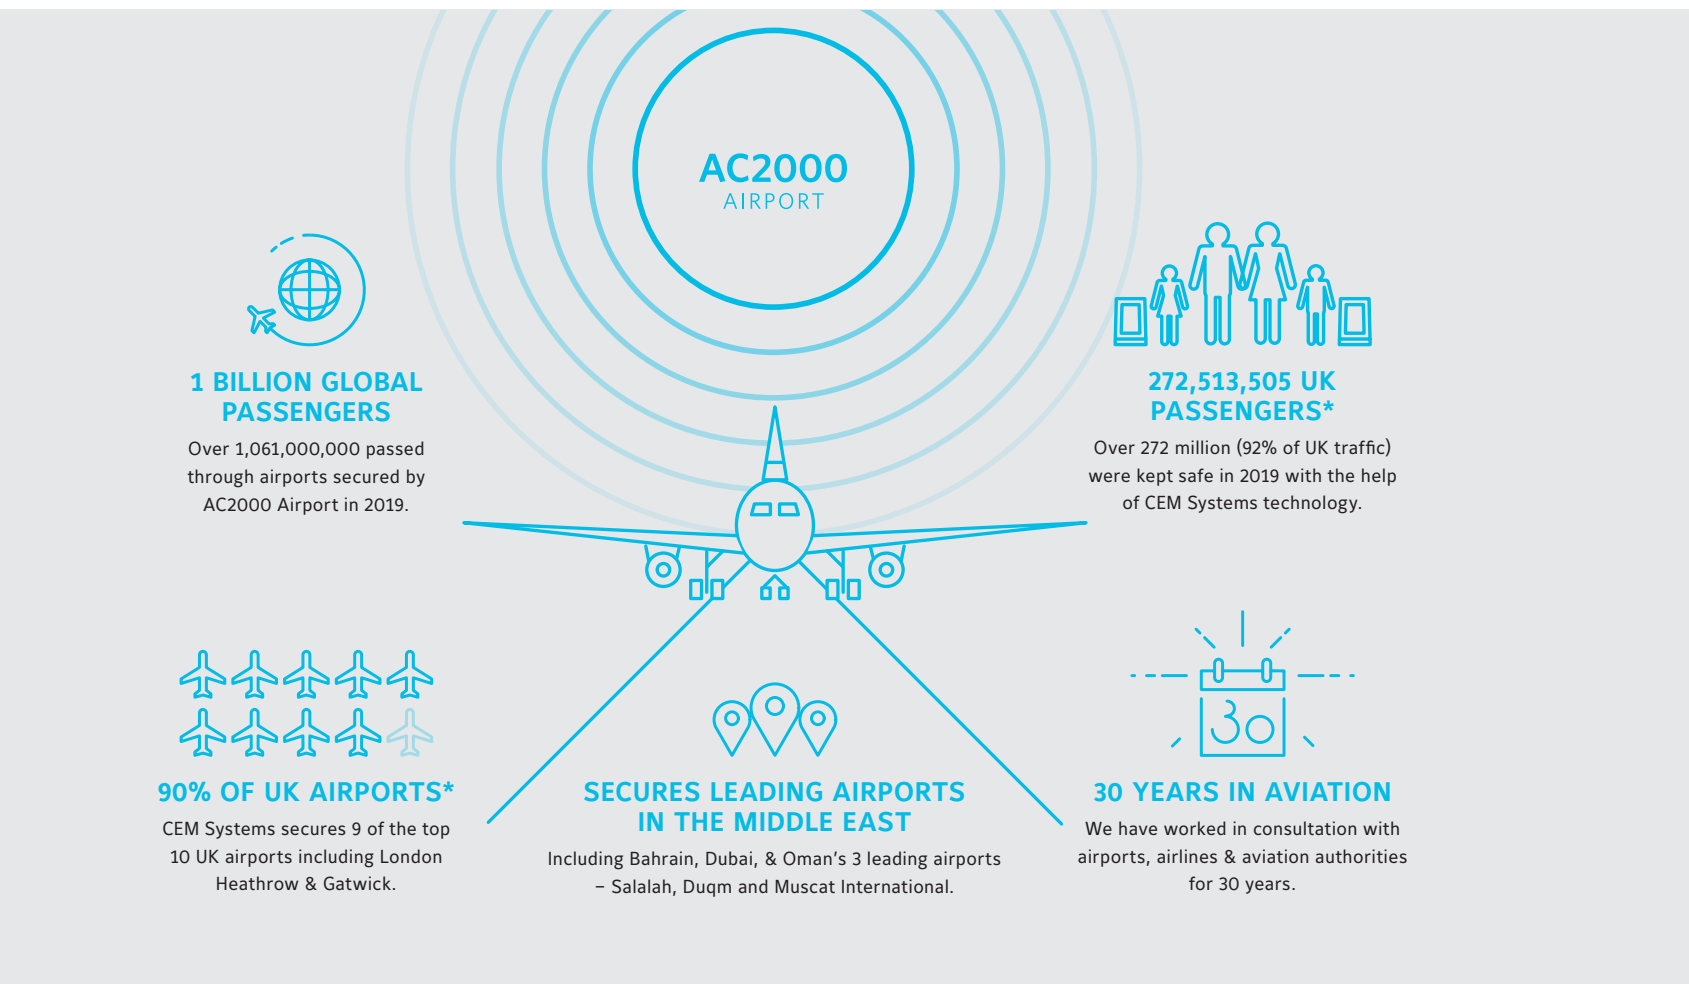 AC2000
AIRPORT
1 BILLION GLOBAL
PASSENGERS
Over 1,061,000,000 passed
through airports secured by
AC2000 Airport in 2019.
272,513,505 UK
PASSENGERS*
Over 272 million (92% of UK traffic)
were kept safe in 2019 with the help
of CEM Systems technology.
90% OF UK AIRPORTS*
CEM Systems secures 9 of the top
10 UK airports including London
Heathrow & Gatwick.
SECURES LEADING AIRPORTS
IN THE MIDDLE EAST
Including Bahrain, Dubai, & Oman's 3 leading airports
– Salalah, Duqm and Muscat International.
30
30 YEARS IN AVIATION
We have worked in consultation with
airports, airlines & aviation authorities
for 30 years.